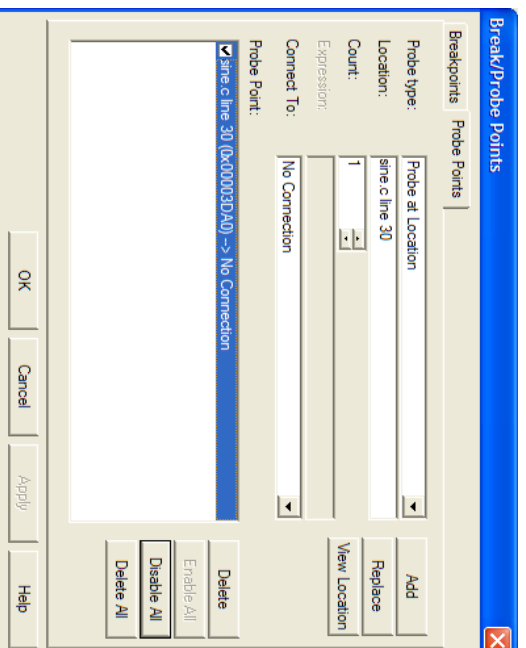 Break/Probe Points
Breakpoints Probe Points
Probe type: Probe at Location Add
Location: sine.c line 30 Replace
Count: 1 View Location
Expression:
Connect To: No Connection
Probe Point:
sine.c line 30 (0x00003DA0) --> No Connection Delete
Enable All
Disable All
Delete All
OK Cancel Apply Help